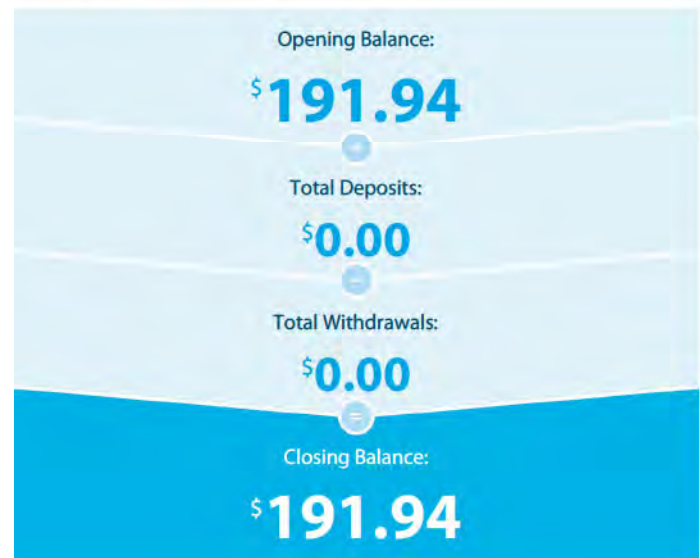 Opening Balance:
$191.94
+
Total Deposits:
$0.00
-
Total Withdrawals:
$0.00
=
Closing Balance:
$191.94